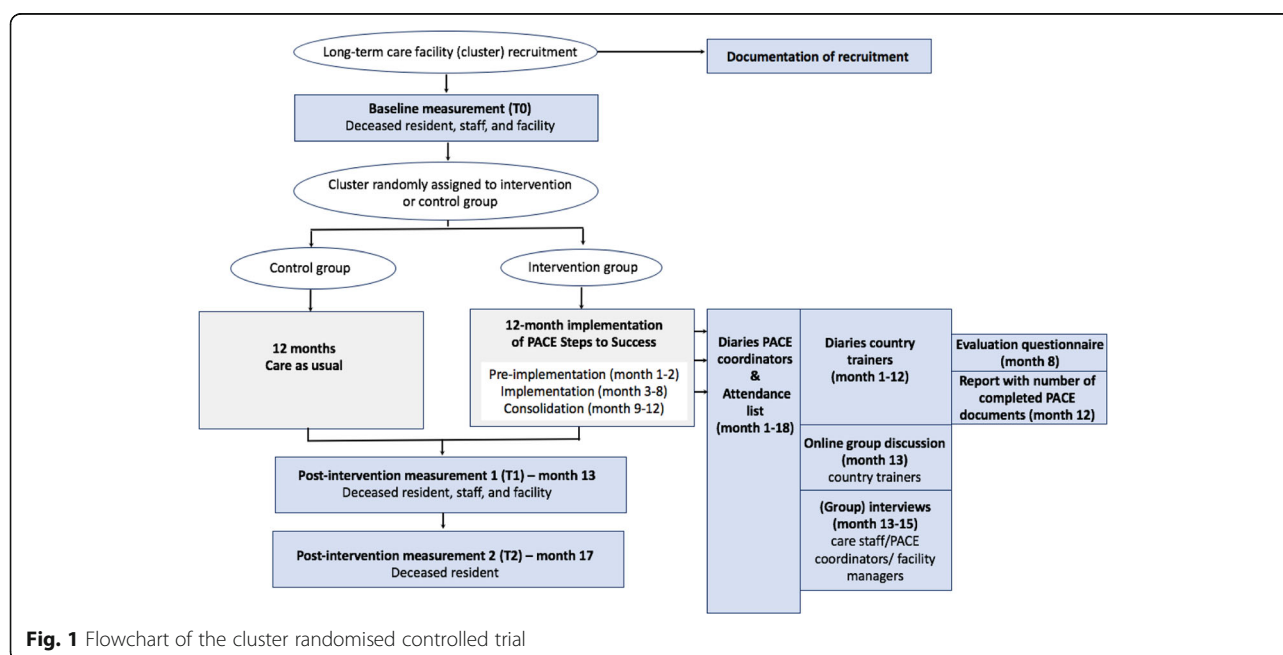 Long-term care facility (cluster) recruitment
Documentation of recruitment
Baseline measurement (T0)
Deceased resident, staff, and facility
Cluster randomly assigned to intervention
or control group
Control group
Intervention group
12 months
Care as usual
12-month implementation
of PACE Steps to Success
Pre-implementation (month 1-2)
Implementation (month 3-8)
Consolidation (month 9-12)
Diaries PACE
coordinators
&
Attendance
list
(month 1-18)
Diaries country
trainers
(month 1-12)
Evaluation questionnaire
(month 8)
Report with number of
completed PACE
documents (month 12)
Online group discussion
(month 13)
country trainers
(Group) interviews
(month 13-15)
care staff/PACE
coordinators/ facility
managers
Post-intervention measurement 1 (T1) – month 13
Deceased resident, staff, and facility
Post-intervention measurement 2 (T2) – month 17
Deceased resident
Fig. 1 Flowchart of the cluster randomised controlled trial